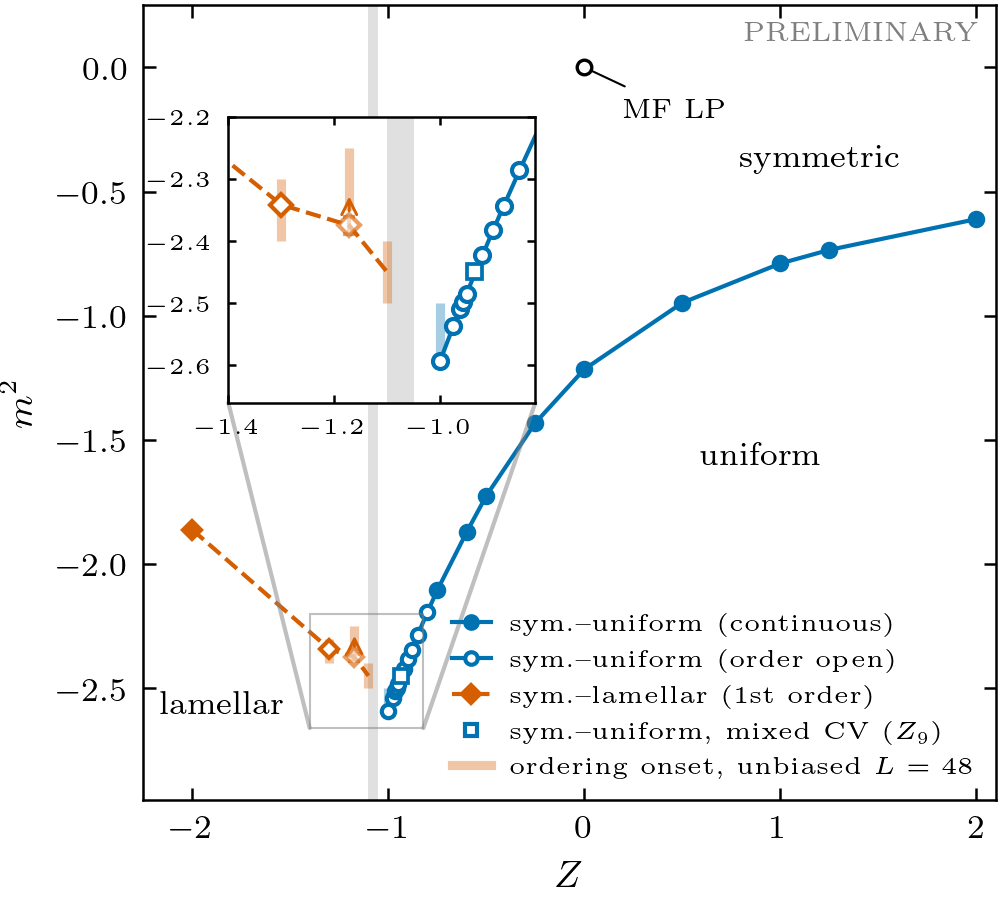 PRELIMINARY
0.0
MF LP
−2.2
symmetric
−2.3
−0.5
−2.4
−1.0
−2.5
−2.6
m²
−1.4 −1.2 −1.0
−1.5
uniform
−2.0
sym.–uniform (continuous)
sym.–uniform (order open)
−2.5
sym.–lamellar (1st order)
lamellar
sym.–uniform, mixed CV (Z₉)
ordering onset, unbiased L = 48
−2 −1 0 1 2
Z